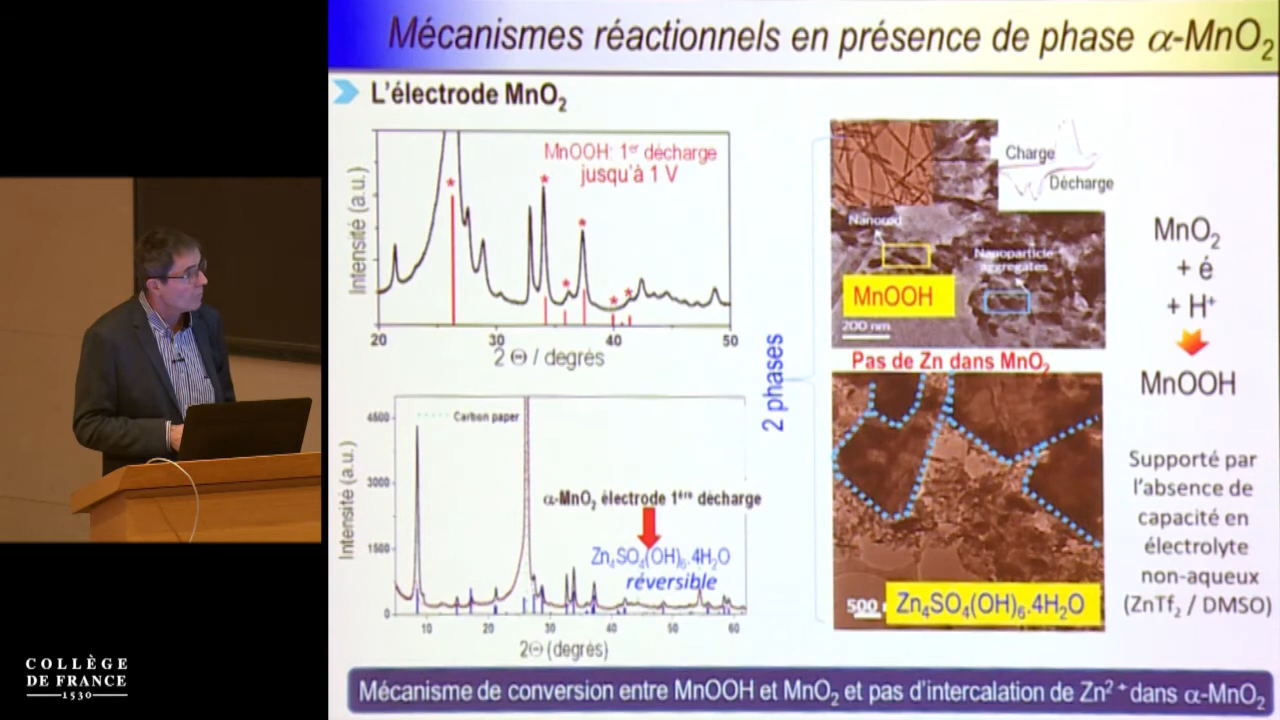 Mécanismes réactionnels en présence de phase α-MnO₂
L'électrode MnO₂
MnOOH: 1er décharge
jusqu'à 1 V
Intensité (a.u.)
20 30 40 50
2 Θ / degrés
4500
3000
1500
0
Carbon paper
α-MnO₂ électrode 1ère décharge
Zn₄SO₄(OH)₆.4H₂O
réversible
Intensité (a.u.)
10 20 30 40 50 60
2Θ (degrés)
2 phases
Charge
Décharge
Nanorod
Nanoparticle
aggregates
MnOOH
200 nm
Pas de Zn dans MnO₂
500
Zn₄SO₄(OH)₆.4H₂O
MnO₂
+ é
+ H⁺
MnOOH
Supporté par
l'absence de
capacité en
électrolyte
non-aqueux
(ZnTf₂ / DMSO)
Mécanisme de conversion entre MnOOH et MnO₂ et pas d'intercalation de Zn²⁺ dans α-MnO₂
COLLÈGE
DE FRANCE
1530